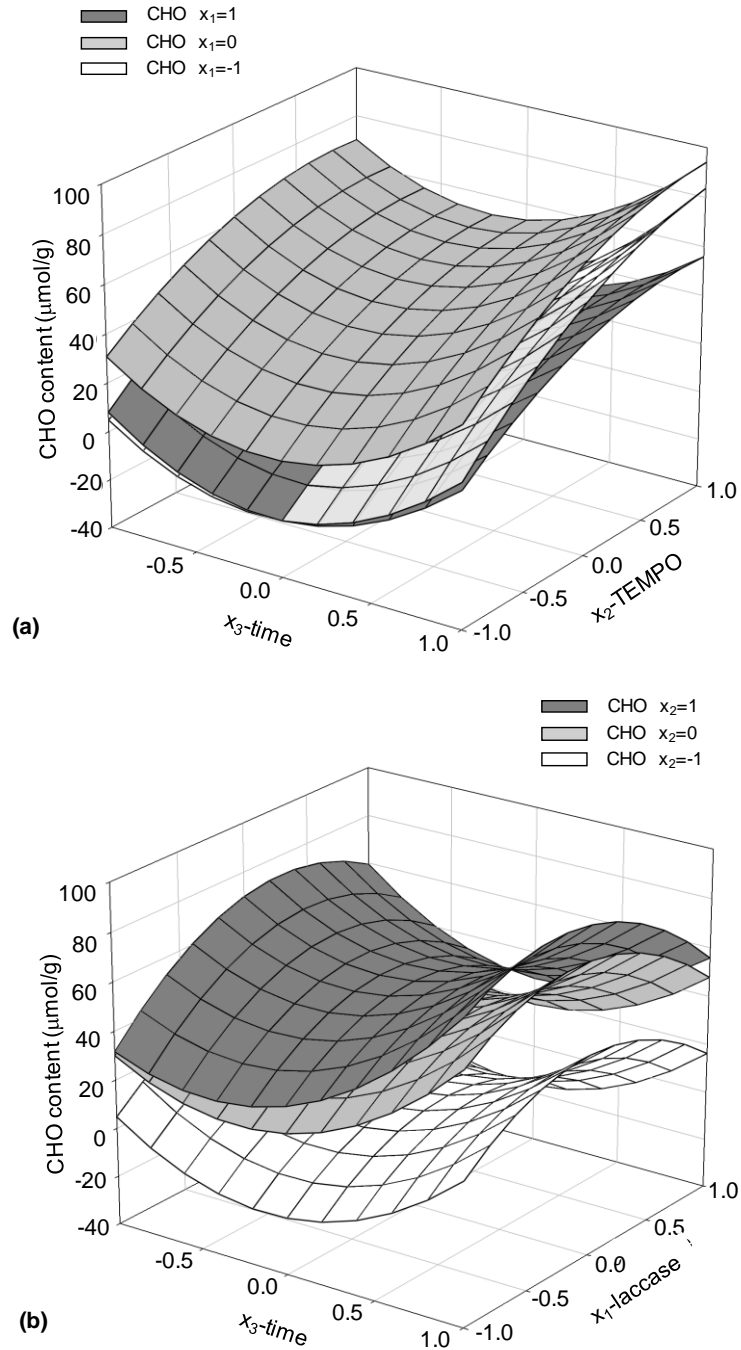 CHO x₁=1
CHO x₁=0
CHO x₁=-1
100
80
60
40
20
0
-20
-40
CHO content (μmol/g)
-0.5
0.0
0.5
1.0
x₃-time
-1.0
-0.5
0.0
0.5
1.0
x₂-TEMPO
(a)
CHO x₂=1
CHO x₂=0
CHO x₂=-1
100
80
60
40
20
0
-20
-40
CHO content (μmol/g)
-0.5
0.0
0.5
1.0
x₃-time
-1.0
-0.5
0.0
0.5
1.0
x₁-laccase
(b)